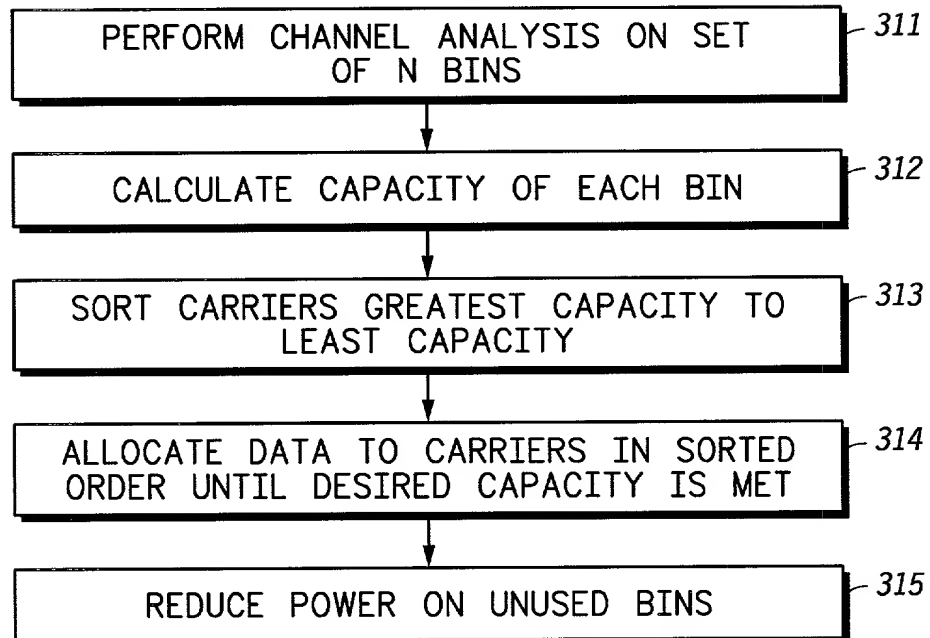 PERFORM CHANNEL ANALYSIS ON SET
OF N BINS
311
CALCULATE CAPACITY OF EACH BIN
312
SORT CARRIERS GREATEST CAPACITY TO
LEAST CAPACITY
313
ALLOCATE DATA TO CARRIERS IN SORTED
ORDER UNTIL DESIRED CAPACITY IS MET
314
REDUCE POWER ON UNUSED BINS
315